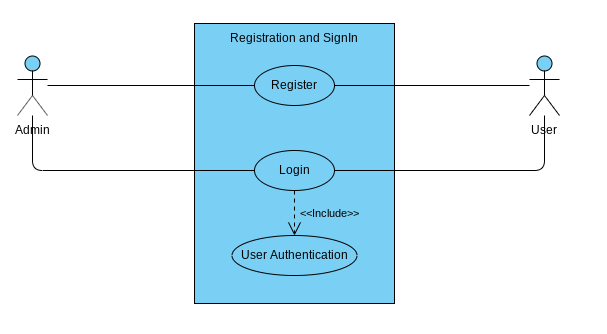 Registration and SignIn
Register
Admin
User
Login
<<Include>>
User Authentication